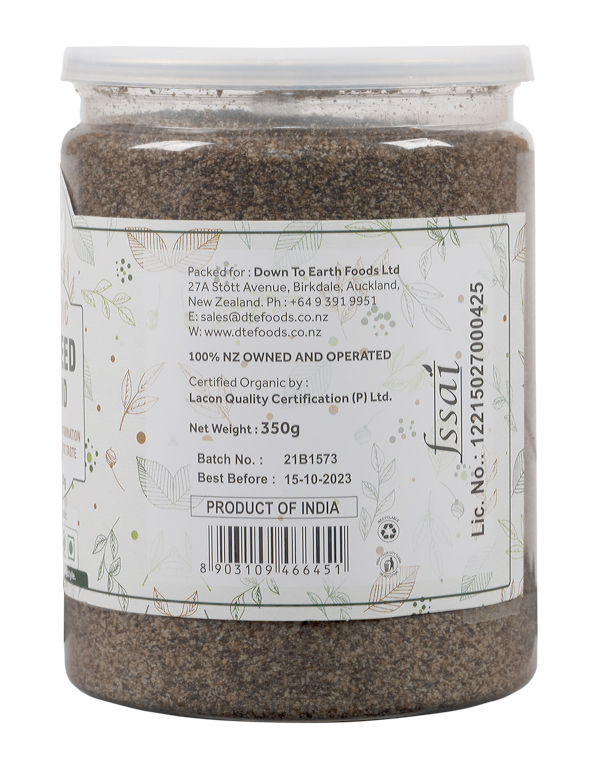 EED
Packed for : Down To Earth Foods Ltd
27A Stott Avenue, Birkdale, Auckland,
New Zealand. Ph : +64 9 391 9951
E: sales@dtefoods.co.nz
W: www.dtefoods.co.nz
100% NZ OWNED AND OPERATED
Certified Organic by :
Lacon Quality Certification (P) Ltd.
Net Weight : 350g
Batch No. : 21B1573
Best Before : 15-10-2023
PRODUCT OF INDIA
8 903109 466451
fssai
Lic. No.: 12215027000425
RECYCLABLE